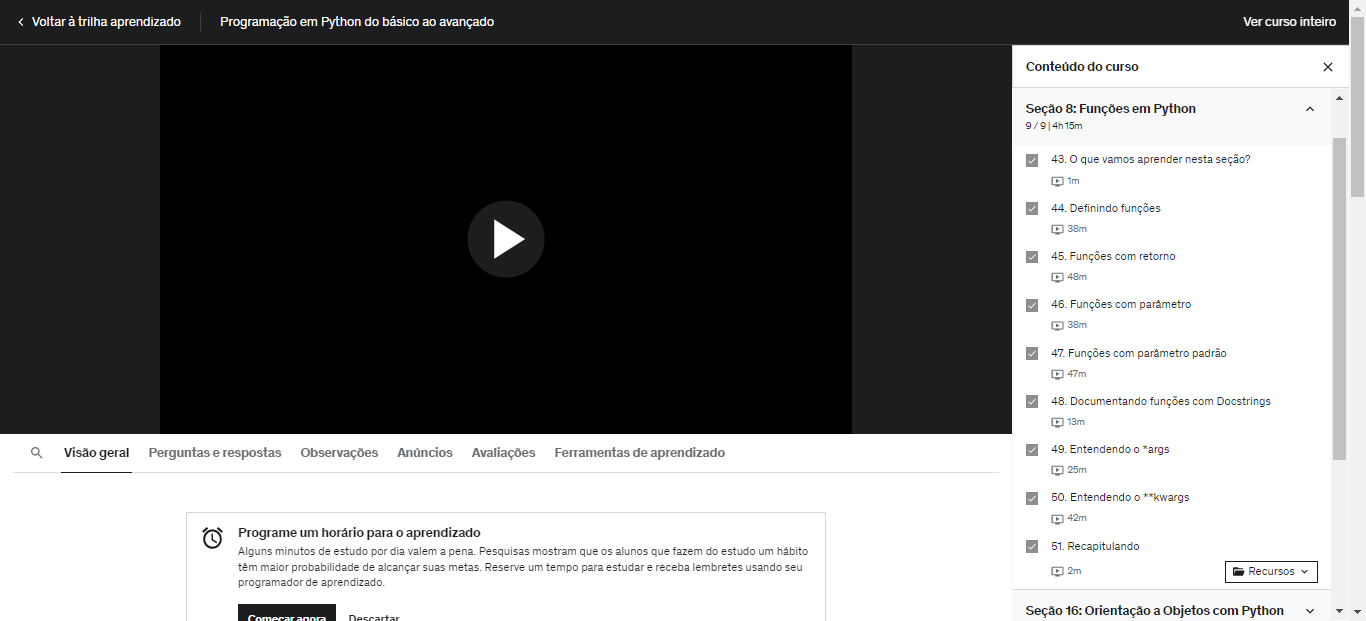 Voltar à trilha aprendizado
Programação em Python do básico ao avançado
Ver curso inteiro
Visão geral
Perguntas e respostas
Observações
Anúncios
Avaliações
Ferramentas de aprendizado
Programe um horário para o aprendizado
Alguns minutos de estudo por dia valem a pena. Pesquisas mostram que os alunos que fazem do estudo um hábito
têm maior probabilidade de alcançar suas metas. Reserve um tempo para estudar e receba lembretes usando seu
programador de aprendizado.
Começar agora
Descartar
Conteúdo do curso
Seção 8: Funções em Python
9 / 9 | 4h 15m
43. O que vamos aprender nesta seção?
1m
44. Definindo funções
38m
45. Funções com retorno
48m
46. Funções com parâmetro
38m
47. Funções com parâmetro padrão
47m
48. Documentando funções com Docstrings
13m
49. Entendendo o *args
25m
50. Entendendo o **kwargs
42m
51. Recapitulando
2m
Recursos
Seção 16: Orientação a Objetos com Python